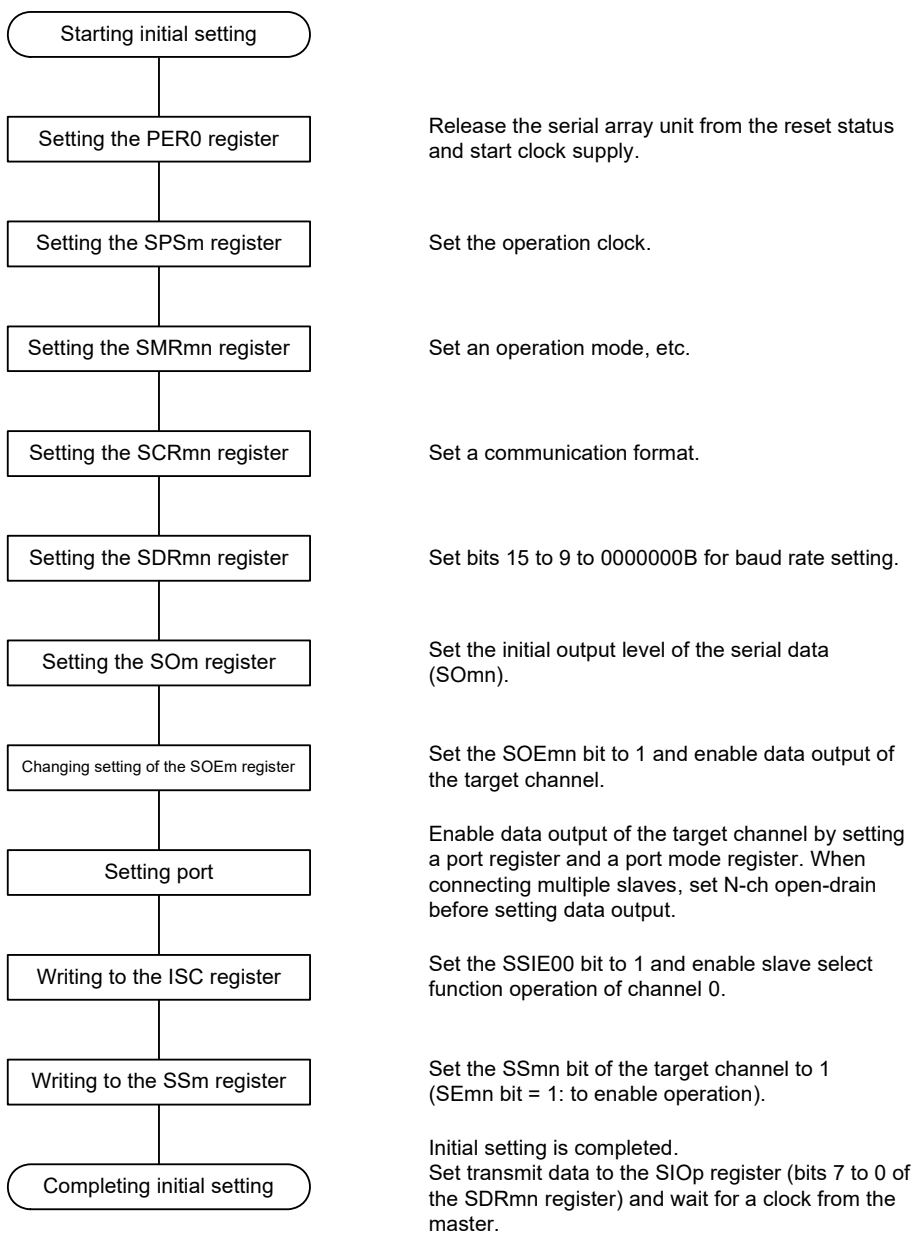 Starting initial setting
Setting the PER0 register
Release the serial array unit from the reset status
and start clock supply.
Setting the SPSm register
Set the operation clock.
Setting the SMRmn register
Set an operation mode, etc.
Setting the SCRmn register
Set a communication format.
Setting the SDRmn register
Set bits 15 to 9 to 0000000B for baud rate setting.
Setting the SOm register
Set the initial output level of the serial data
(SOmn).
Changing setting of the SOEm register
Set the SOEmn bit to 1 and enable data output of
the target channel.
Setting port
Enable data output of the target channel by setting
a port register and a port mode register. When
connecting multiple slaves, set N-ch open-drain
before setting data output.
Writing to the ISC register
Set the SSIE00 bit to 1 and enable slave select
function operation of channel 0.
Writing to the SSm register
Set the SSmn bit of the target channel to 1
(SEmn bit = 1: to enable operation).
Completing initial setting
Initial setting is completed.
Set transmit data to the SIOp register (bits 7 to 0 of
the SDRmn register) and wait for a clock from the
master.